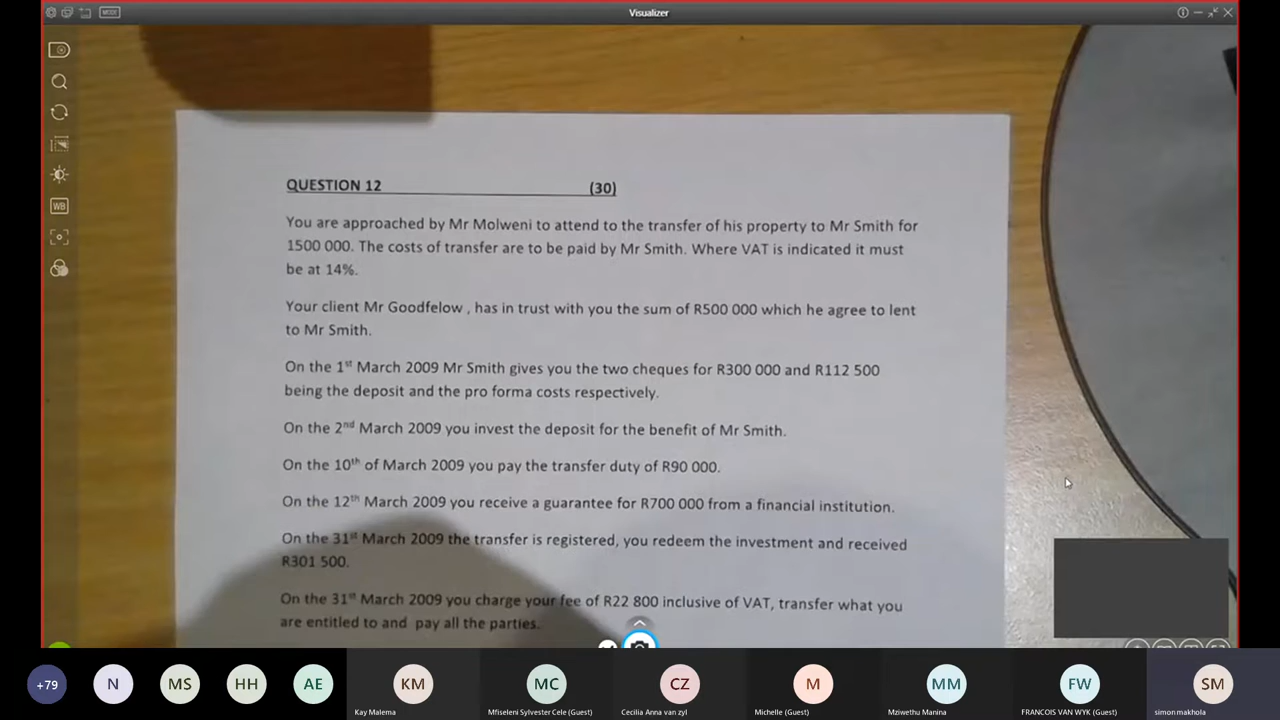 Visualizer
MODE
WB
QUESTION 12 (30)
You are approached by Mr Molweni to attend to the transfer of his property to Mr Smith for
1500 000. The costs of transfer are to be paid by Mr Smith. Where VAT is indicated it must
be at 14%.
Your client Mr Goodfelow , has in trust with you the sum of R500 000 which he agree to lent
to Mr Smith.
On the 1st March 2009 Mr Smith gives you the two cheques for R300 000 and R112 500
being the deposit and the pro forma costs respectively.
On the 2nd March 2009 you invest the deposit for the benefit of Mr Smith.
On the 10th of March 2009 you pay the transfer duty of R90 000.
On the 12th March 2009 you receive a guarantee for R700 000 from a financial institution.
On the 31st March 2009 the transfer is registered, you redeem the investment and received
R301 500.
On the 31st March 2009 you charge your fee of R22 800 inclusive of VAT, transfer what you
are entitled to and pay all the parties.
+79 N MS HH AE KM MC CZ M MM FW SM
Kay Malema Mfiseleni Sylvester Cele (Guest) Cecilia Anna van zyl Michelle (Guest) Mziwethu Manina FRANCOIS VAN WYK (Guest) simon makhola